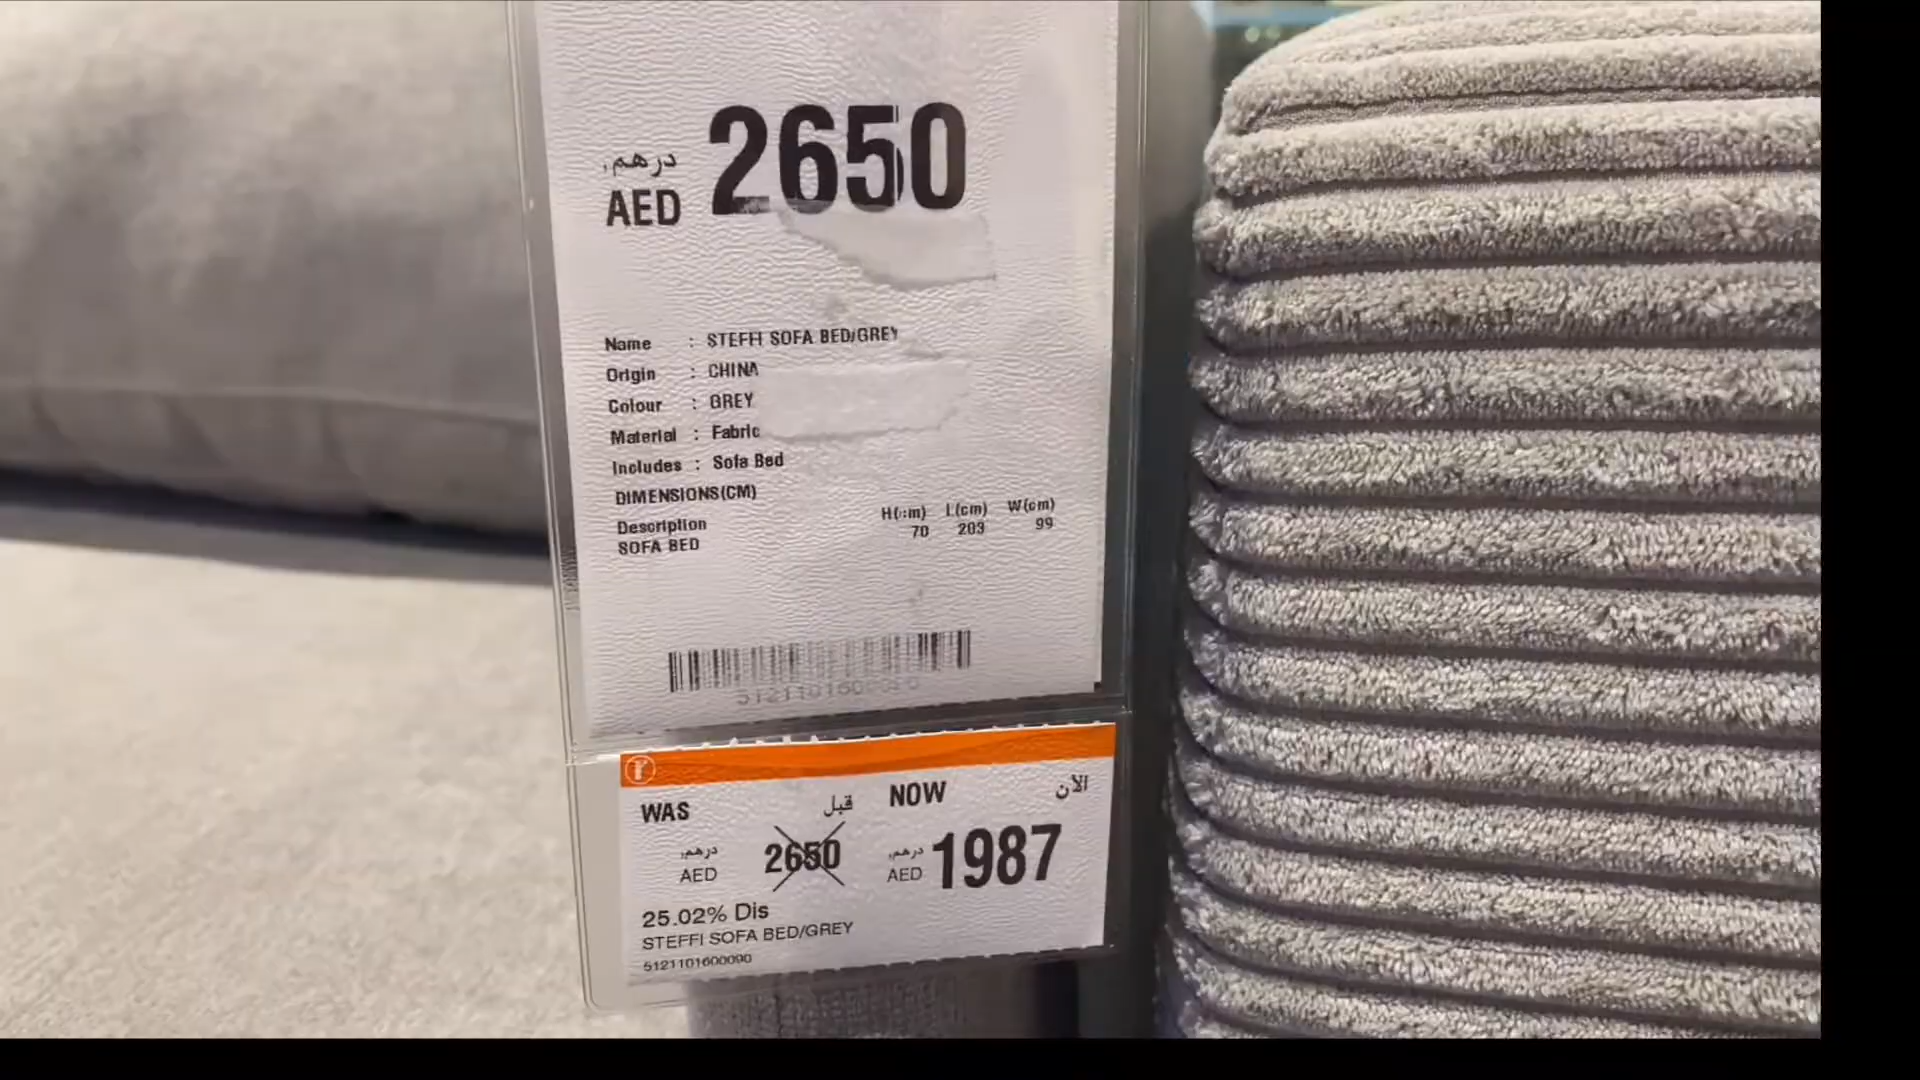 درهم.
AED 2650
Name : STEFFI SOFA BED/GREY
Origin : CHINA
Colour : GREY
Material : Fabric
Includes : Sofa Bed
DIMENSIONS(CM)
Description H(cm) L(cm) W(cm)
SOFA BED 70 203 99
WAS قبل NOW الآن
درهم. 2650 درهم. 1987
AED AED
25.02% Dis
STEFFI SOFA BED/GREY
5121101600090